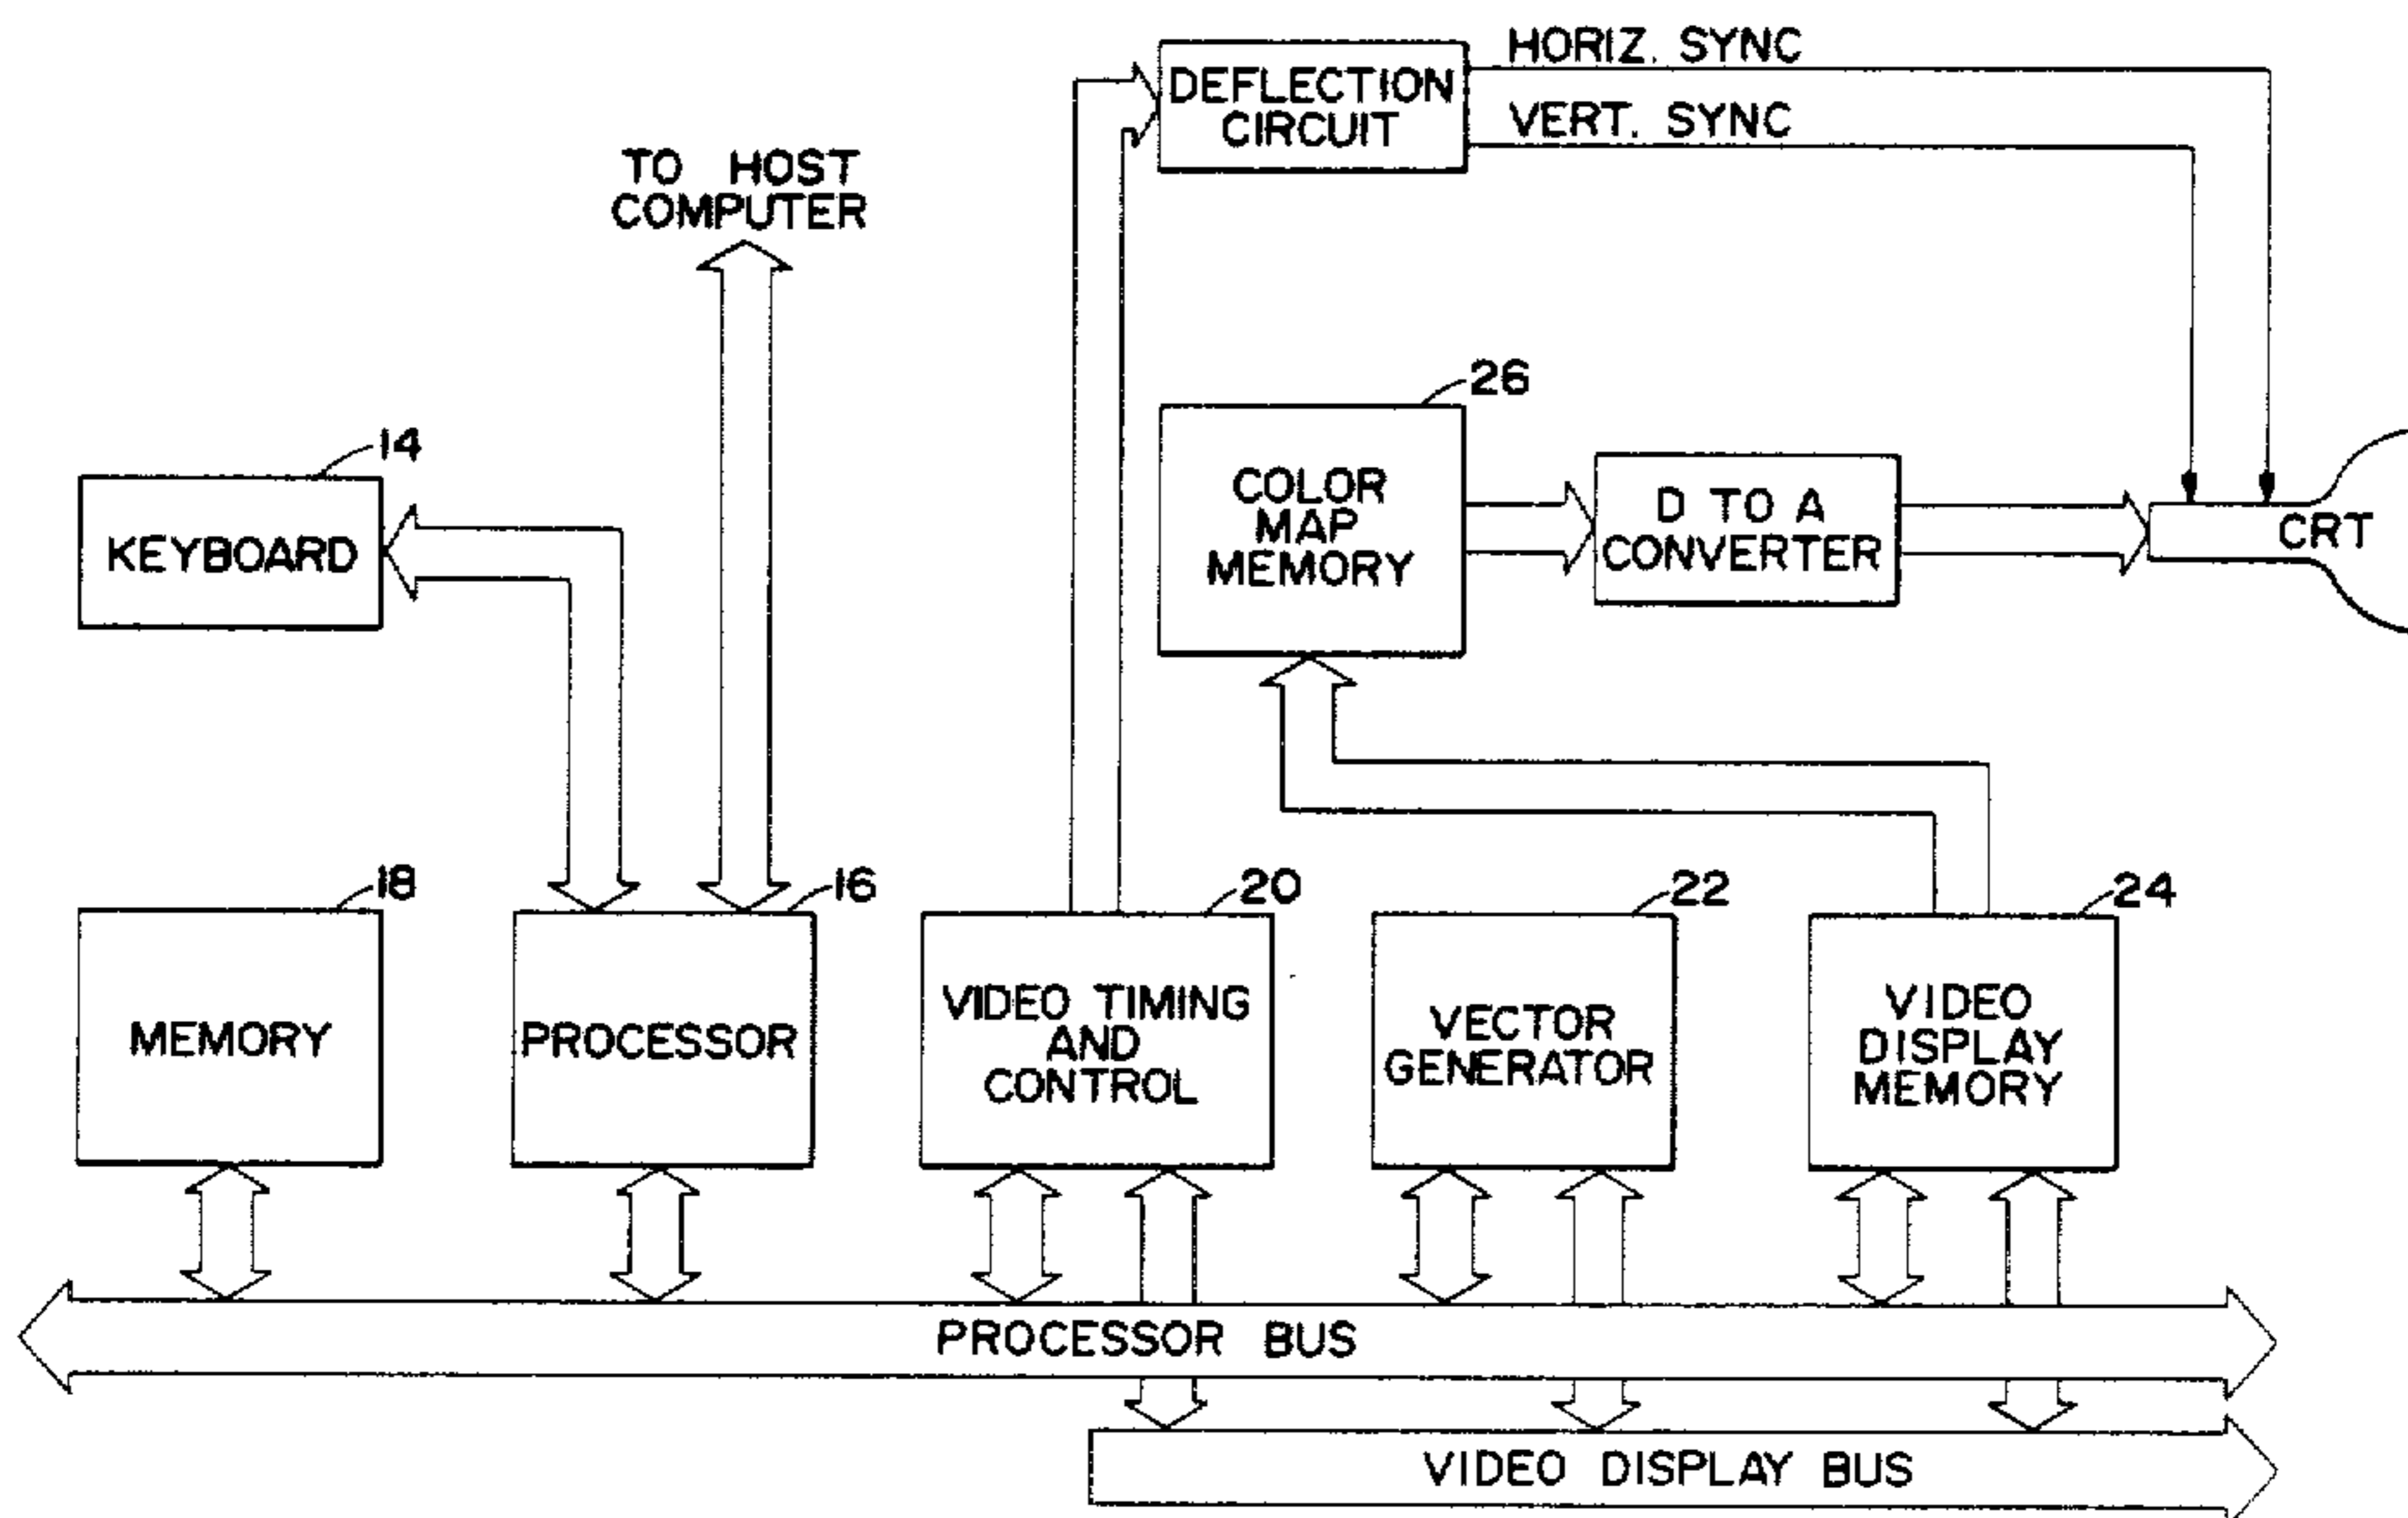 HORIZ. SYNC
DEFLECTION
CIRCUIT
VERT. SYNC
TO HOST
COMPUTER
26
14
COLOR
MAP
MEMORY
D TO A
CONVERTER
CRT
KEYBOARD
18
16
20
22
24
MEMORY
PROCESSOR
VIDEO TIMING
AND
CONTROL
VECTOR
GENERATOR
VIDEO
DISPLAY
MEMORY
PROCESSOR BUS
VIDEO DISPLAY BUS